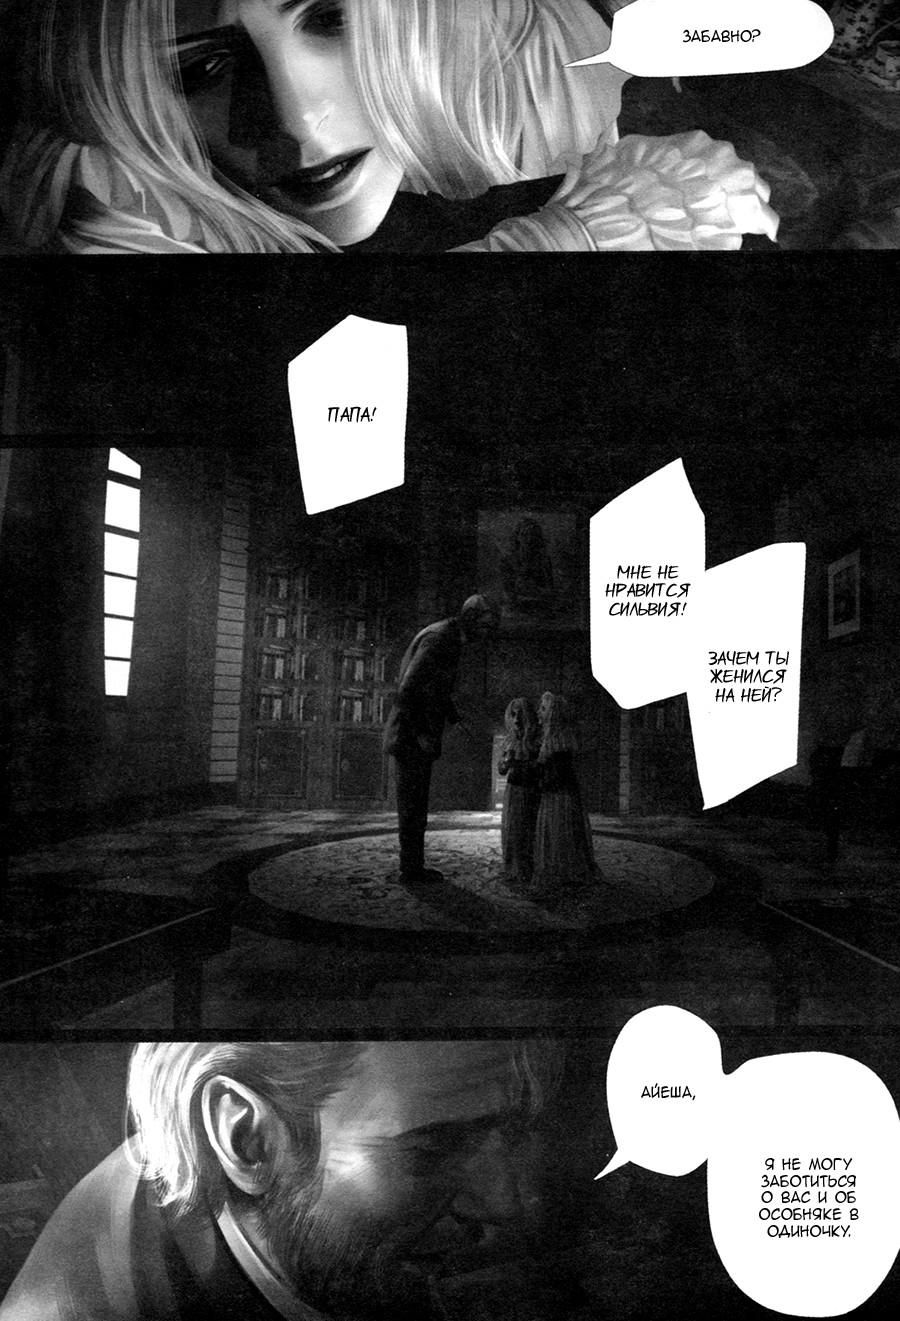 ЗАБАВНО?
ПАПА!
МНЕ НЕ
НРАВИТСЯ
СИЛЬВИЯ!
ЗАЧЕМ ТЫ
ЖЕНИЛСЯ
НА НЕЙ?
АЙЕША,
Я НЕ МОГУ
ЗАБОТИТЬСЯ
О ВАС И ОБ
ОСОБНЯКЕ В
ОДИНОЧКУ.